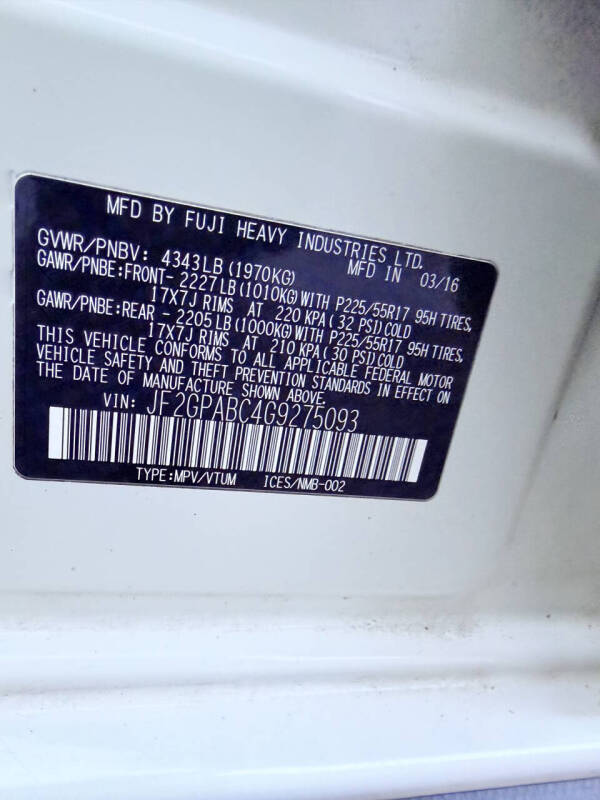 MFD BY FUJI HEAVY INDUSTRIES LTD.
GVWR/PNBV: 4343LB(1970KG) MFD IN 03/16
GAWR/PNBE:FRONT-2227LB(1010KG)WITH P225/55R17 95H TIRES,
17X7J RIMS AT 220 KPA(32 PSI)COLD
GAWR/PNBE:REAR -2205LB(1000KG)WITH P225/55R17 95H TIRES,
17X7J RIMS AT 210 KPA(30 PSI)COLD
THIS VEHICLE CONFORMS TO ALL APPLICABLE FEDERAL MOTOR
VEHICLE SAFETY AND THEFT PREVENTION STANDARDS IN EFFECT ON
THE DATE OF MANUFACTURE SHOWN ABOVE.
VIN: JF2GPABC4G9275093
TYPE:MPV/VTUM ICES/NMB-002